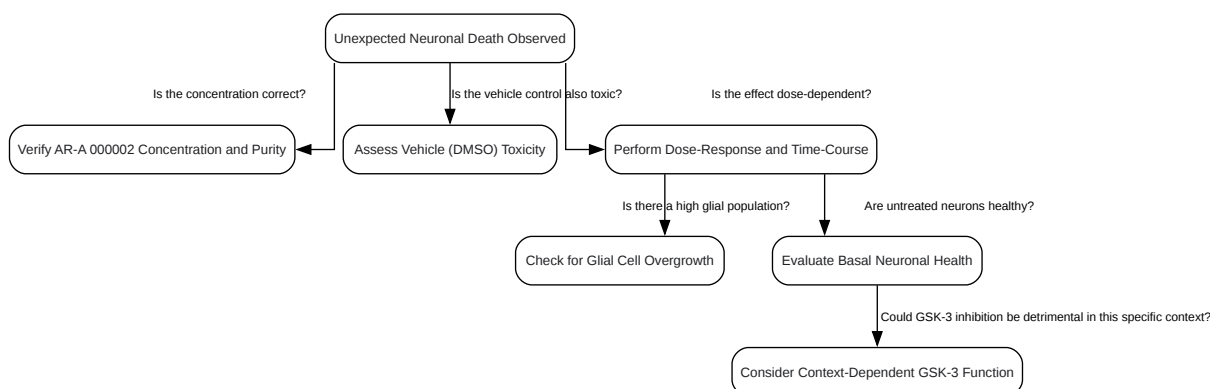 Unexpected Neuronal Death Observed
Is the concentration correct?
Is the vehicle control also toxic?
Is the effect dose-dependent?
Verify AR-A 000002 Concentration and Purity
Assess Vehicle (DMSO) Toxicity
Perform Dose-Response and Time-Course
Is there a high glial population?
Are untreated neurons healthy?
Check for Glial Cell Overgrowth
Evaluate Basal Neuronal Health
Could GSK-3 inhibition be detrimental in this specific context?
Consider Context-Dependent GSK-3 Function